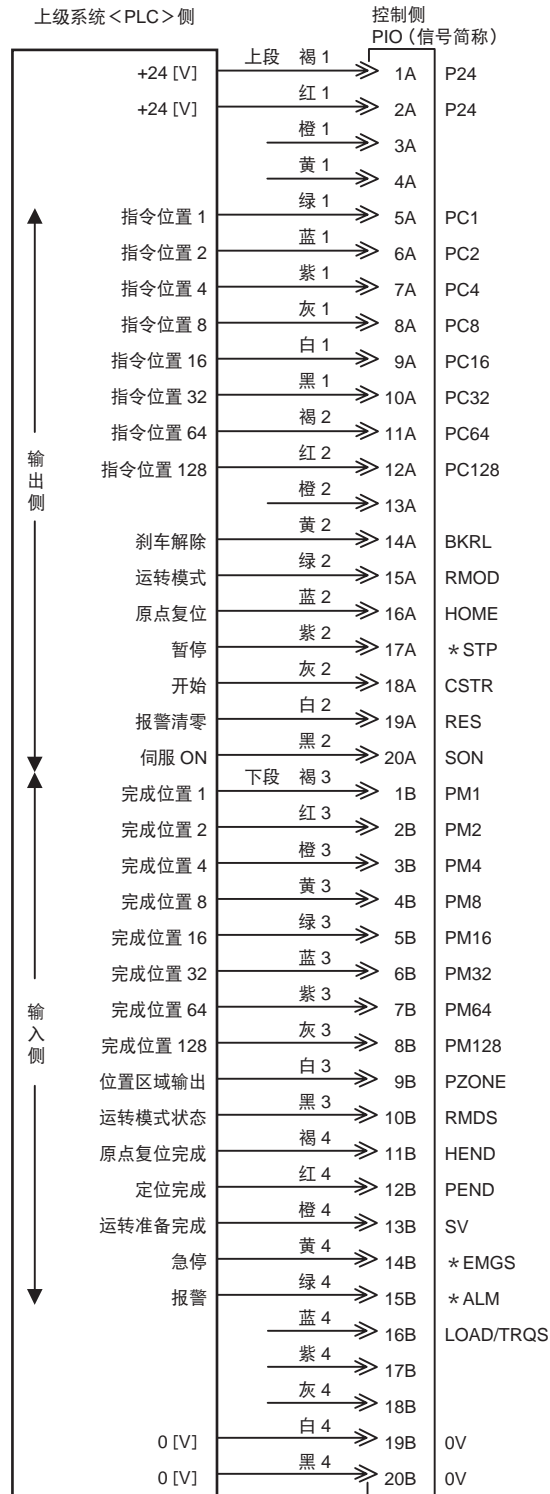 上级系统＜PLC＞侧 控制侧
PIO（信号简称）
+24 [V] 上段 褐 1 1A P24
+24 [V] 红 1 2A P24
橙 1 3A
黄 1 4A
指令位置 1 绿 1 5A PC1
指令位置 2 蓝 1 6A PC2
指令位置 4 紫 1 7A PC4
指令位置 8 灰 1 8A PC8
指令位置 16 白 1 9A PC16
指令位置 32 黑 1 10A PC32
指令位置 64 褐 2 11A PC64
指令位置 128 红 2 12A PC128
橙 2 13A
刹车解除 黄 2 14A BKRL
运转模式 绿 2 15A RMOD
原点复位 蓝 2 16A HOME
暂停 紫 2 17A ＊STP
开始 灰 2 18A CSTR
报警清零 白 2 19A RES
伺服 ON 黑 2 20A SON
输出侧
完成位置 1 下段 褐 3 1B PM1
完成位置 2 红 3 2B PM2
完成位置 4 橙 3 3B PM4
完成位置 8 黄 3 4B PM8
完成位置 16 绿 3 5B PM16
完成位置 32 蓝 3 6B PM32
完成位置 64 紫 3 7B PM64
完成位置 128 灰 3 8B PM128
位置区域输出 白 3 9B PZONE
运转模式状态 黑 3 10B RMDS
原点复位完成 褐 4 11B HEND
定位完成 红 4 12B PEND
运转准备完成 橙 4 13B SV
急停 黄 4 14B ＊EMGS
报警 绿 4 15B ＊ALM
输入侧
蓝 4 16B LOAD/TRQS
紫 4 17B
灰 4 18B
0 [V] 白 4 19B 0V
0 [V] 黑 4 20B 0V